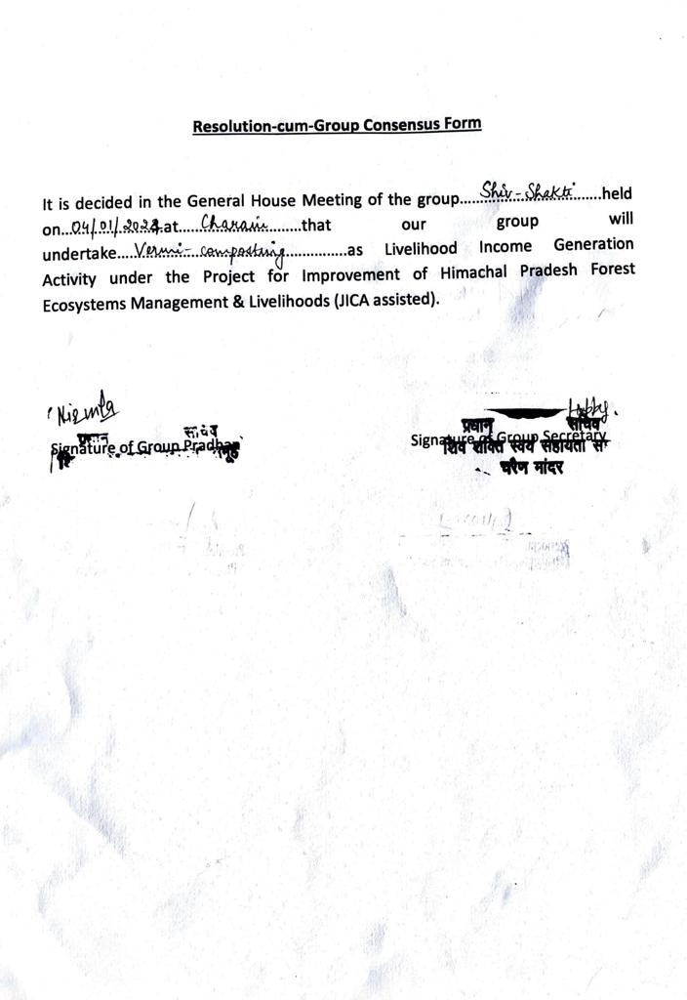 Resolution-cum-Group Consensus Form
It is decided in the General House Meeting of the group......Shiv-Shakti......held
on...04/01/2023.at.....Charain........that our group will
undertake....Vermi-composting...............as Livelihood Income Generation
Activity under the Project for Improvement of Himachal Pradesh Forest
Ecosystems Management & Livelihoods (JICA assisted).
Nirmla
प्रधान सचिव
Signature of Group Pradhan
प्रधान सचिव
Signature of Group Secretary
शिव शक्ति स्वयं सहायता
चरैण मांदर